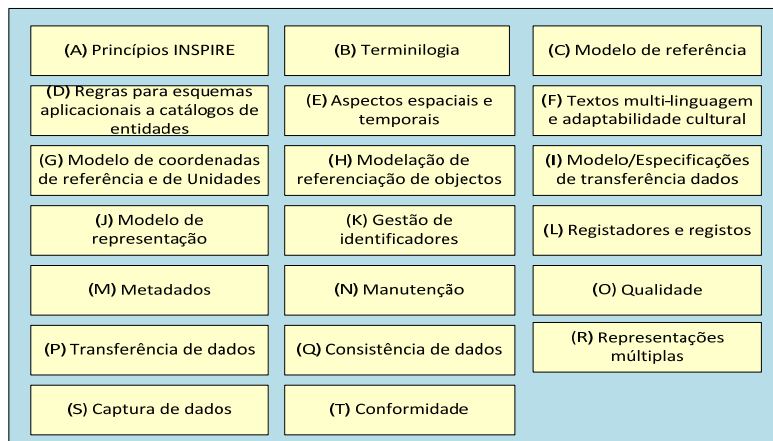 (A) Princípios INSPIRE
(B) Terminilogia
(C) Modelo de referência
(D) Regras para esquemas
aplicacionais a catálogos de
entidades
(E) Aspectos espaciais e
temporais
(F) Textos multi-linguagem
e adaptabilidade cultural
(G) Modelo de coordenadas
de referência e de Unidades
(H) Modelação de
referenciação de objectos
(I) Modelo/Especificações
de transferência dados
(J) Modelo de
representação
(K) Gestão de
identificadores
(L) Registadores e registos
(M) Metadados
(N) Manutenção
(O) Qualidade
(P) Transferência de dados
(Q) Consistência de dados
(R) Representações
múltiplas
(S) Captura de dados
(T) Conformidade